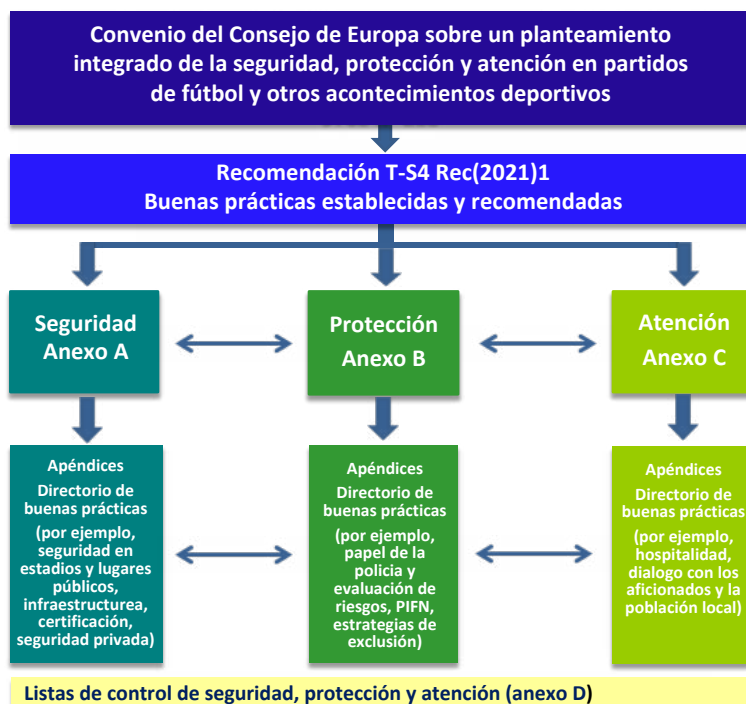 Convenio del Consejo de Europa sobre un planteamiento
integrado de la seguridad, protección y atención en partidos
de fútbol y otros acontecimientos deportivos
Recomendación T-S4 Rec(2021)1
Buenas prácticas establecidas y recomendadas
Seguridad
Anexo A
Protección
Anexo B
Atención
Anexo C
Apéndices
Directorio de
buenas prácticas
(por ejemplo,
seguridad en
estadios y lugares
públicos,
infraestructurea,
certificación,
seguridad privada)
Apéndices
Directorio de
buenas prácticas
(por ejemplo,
papel de la
policia y
evaluación de
riesgos, PIFN,
estrategias de
exclusión)
Apéndices
Directorio de
buenas prácticas
(por ejemplo,
hospitalidad,
dialogo con los
aficionados y la
población local)
Listas de control de seguridad, protección y atención (anexo D)